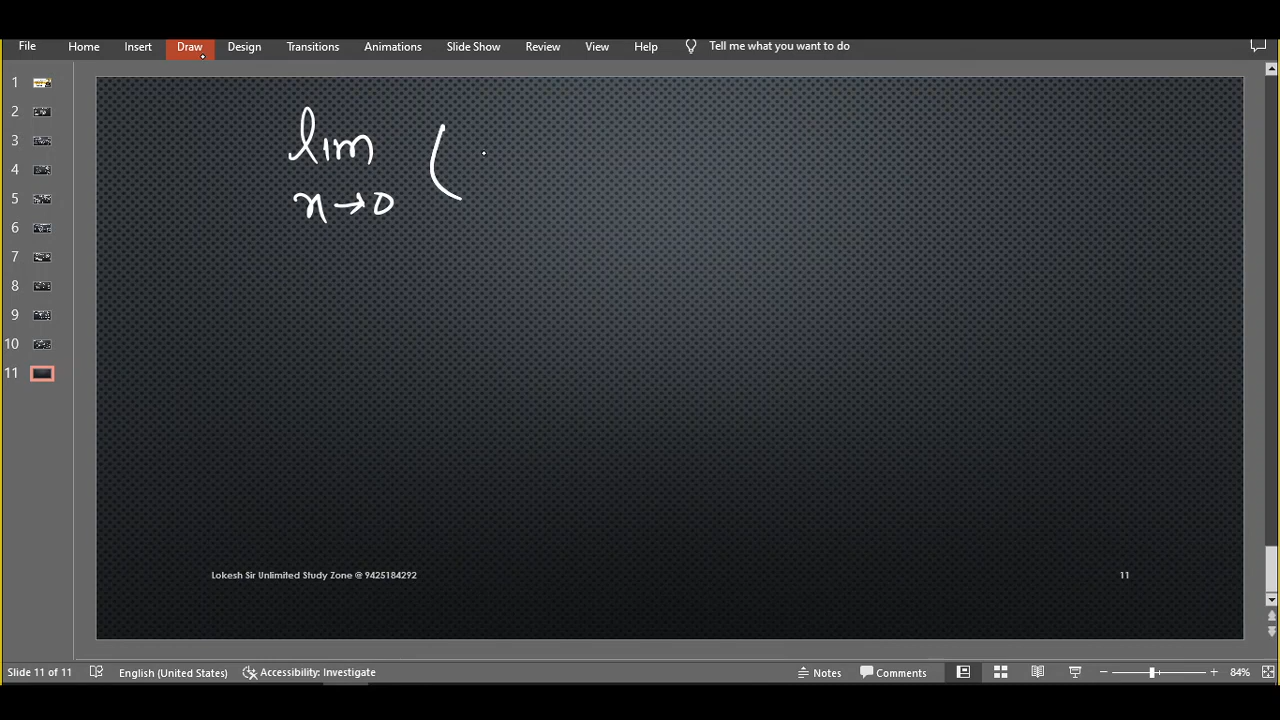 File Home Insert Draw Design Transitions Animations Slide Show Review View Help Tell me what you want to do
1
2
3
4
5
6
7
8
9
10
11
lim (
x→0
Lokesh Sir Unlimited Study Zone @ 9425184292 11
Slide 11 of 11 English (United States) Accessibility: Investigate Notes Comments 84%